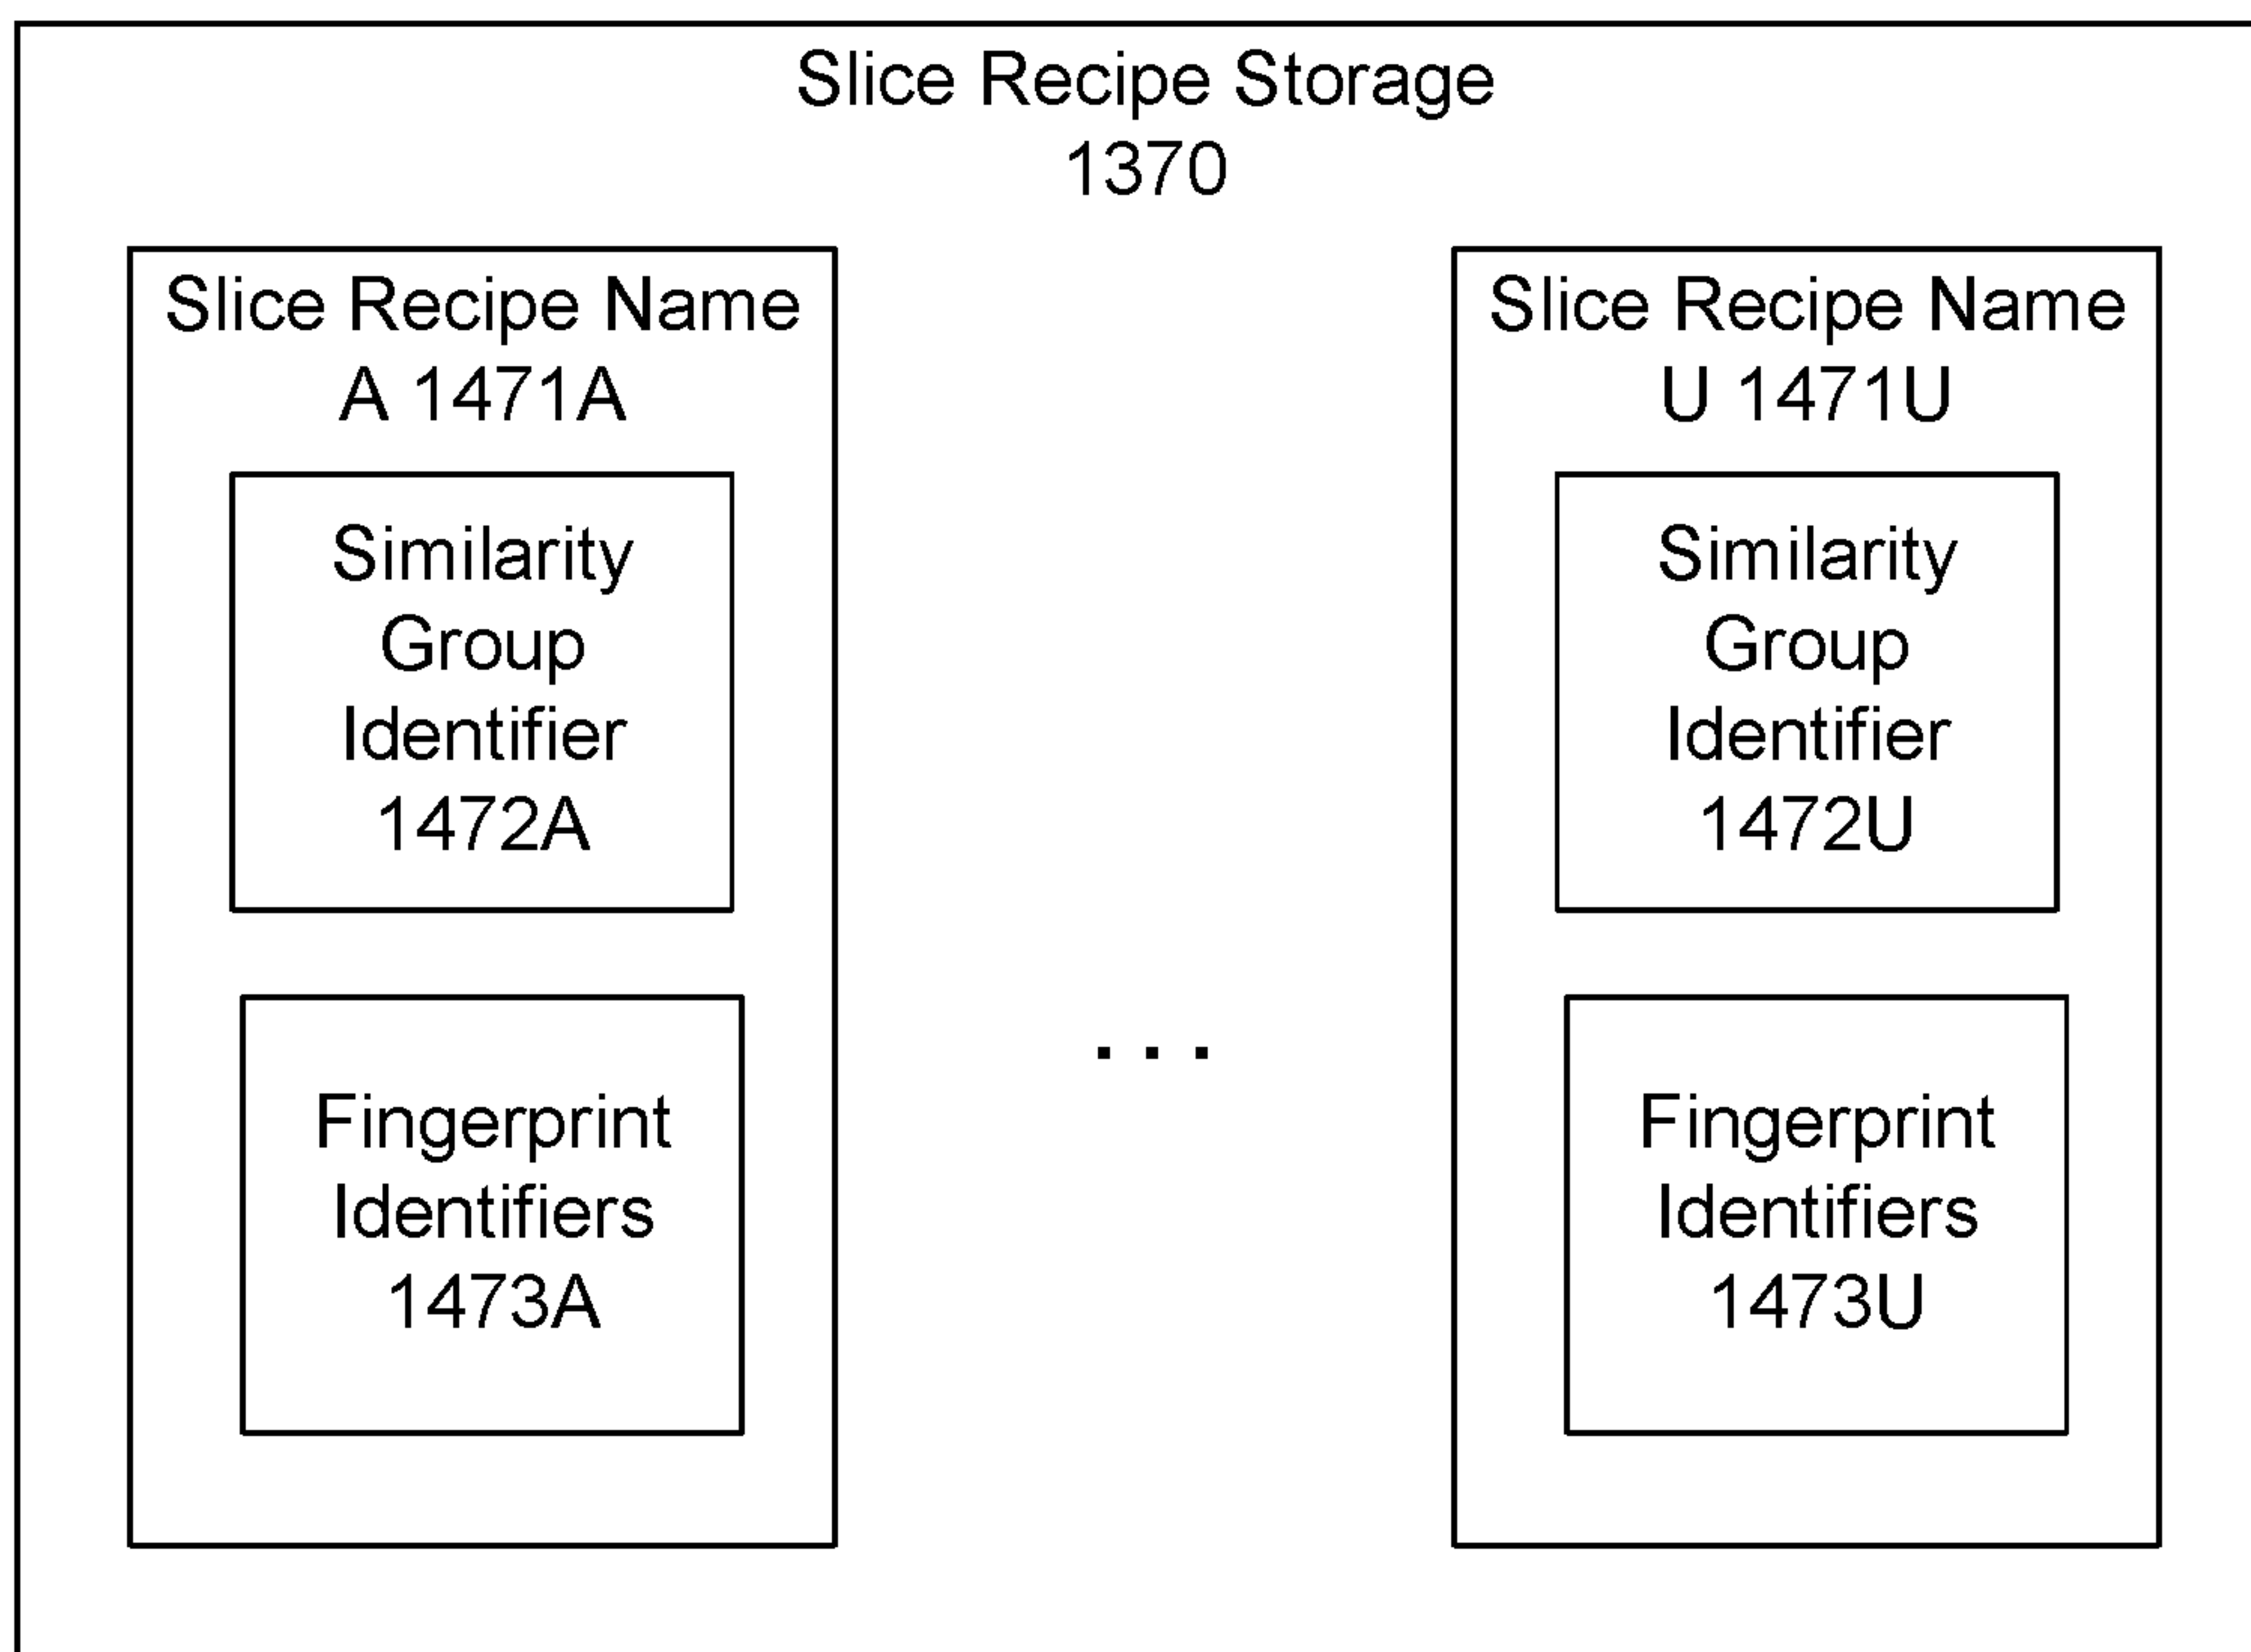 Slice Recipe Storage
1370
Slice Recipe Name
A 1471A
Similarity
Group
Identifier
1472A
Fingerprint
Identifiers
1473A
. . .
Slice Recipe Name
U 1471U
Similarity
Group
Identifier
1472U
Fingerprint
Identifiers
1473U